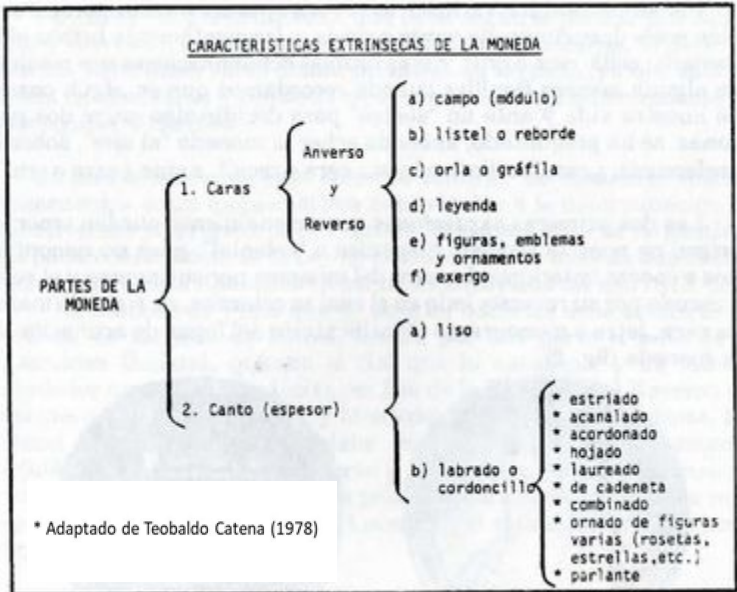 CARACTERISTICAS EXTRINSECAS DE LA MONEDA
PARTES DE LA
MONEDA
1. Caras
Anverso
y
Reverso
a) campo (módulo)
b) listel o reborde
c) orla o gráfila
d) leyenda
e) figuras, emblemas
y ornamentos
f) exergo
2. Canto (espesor)
a) liso
b) labrado o
cordoncillo
* estriado
* acanalado
* acordonado
* hojado
* laureado
* de cadeneta
* combinado
* ornado de figuras
varias (rosetas,
estrellas,etc.)
* parlante
* Adaptado de Teobaldo Catena (1978)